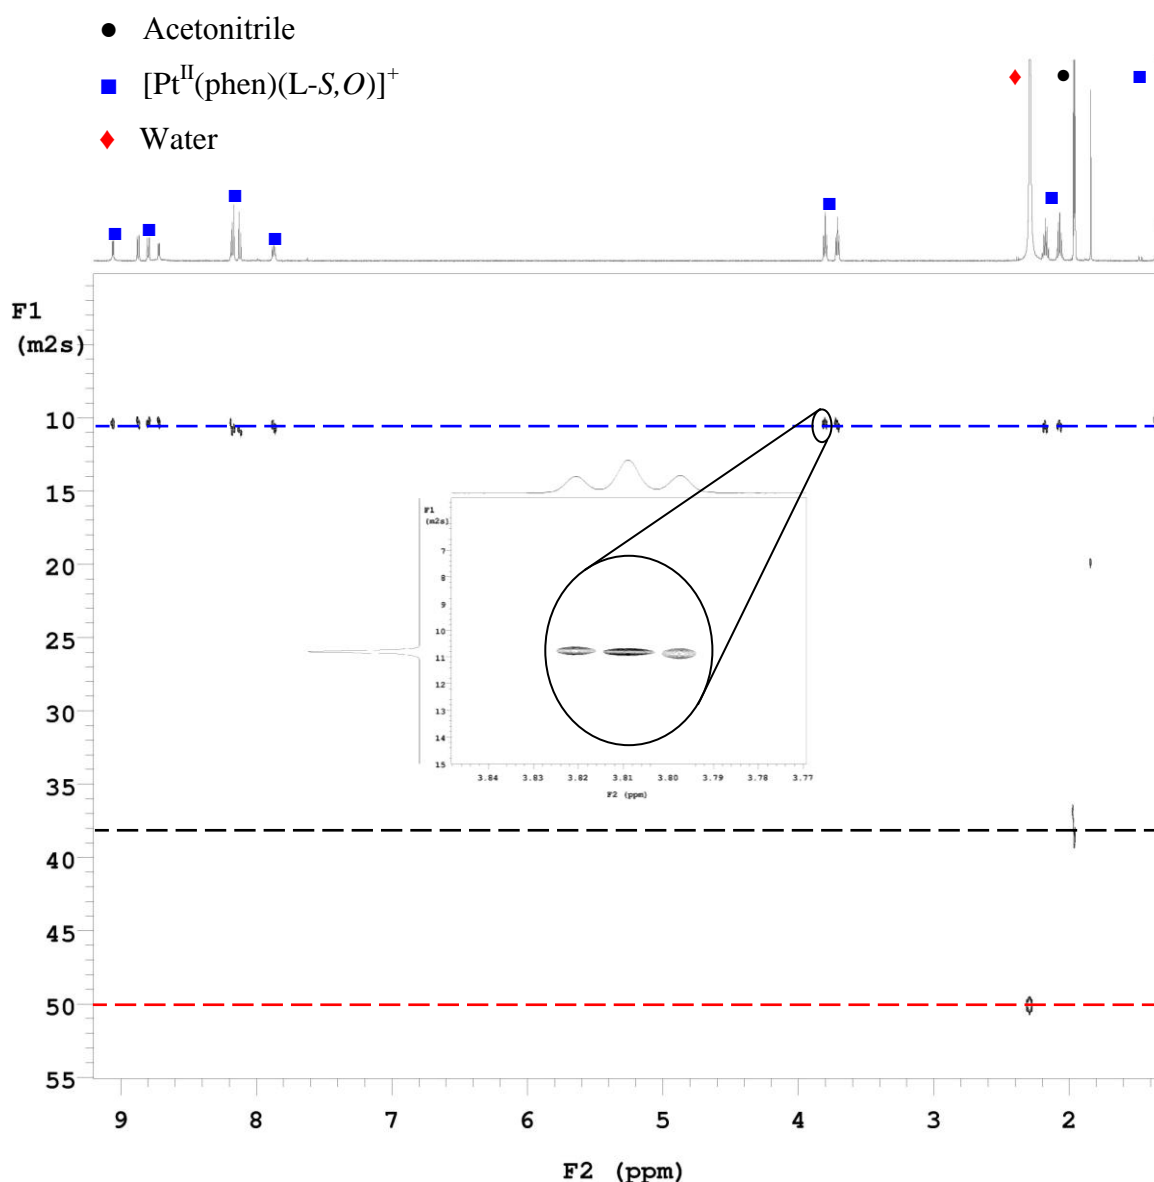 Acetonitrile
[Pt^II(phen)(L-S,O)]^+
Water
F1
(m2s)
10
15
20
25
30
35
40
45
50
55
F1
(m2s)
7
8
9
10
11
12
13
14
15
3.84 3.83 3.82 3.81 3.80 3.79 3.78 3.77
F2 (ppm)
9 8 7 6 5 4 3 2
F2 (ppm)